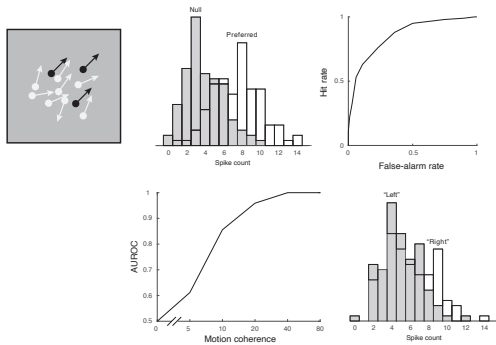 Null
Preferred
0 2 4 6 8 10 12 14
Spike count
Hit rate
1
0.5
0
0 0.5 1
False-alarm rate
AUROC
1
0.9
0.8
0.7
0.6
0.5
0 5 10 20 40 80
Motion coherence
"Left"
"Right"
0 2 4 6 8 10 12 14
Spike count